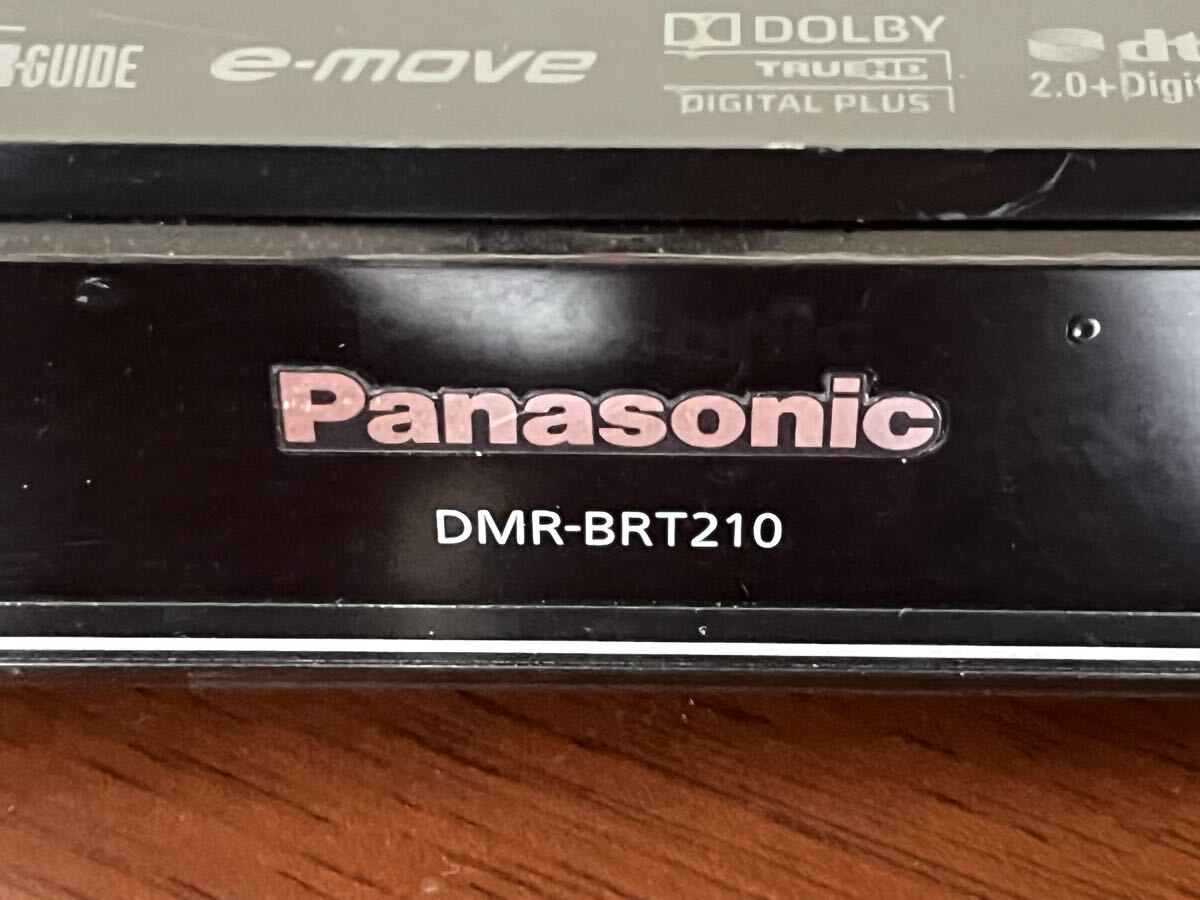 -GUIDE
e-move
DOLBY
TRUEHD
DIGITAL PLUS
2.0+Digit
Panasonic
DMR-BRT210